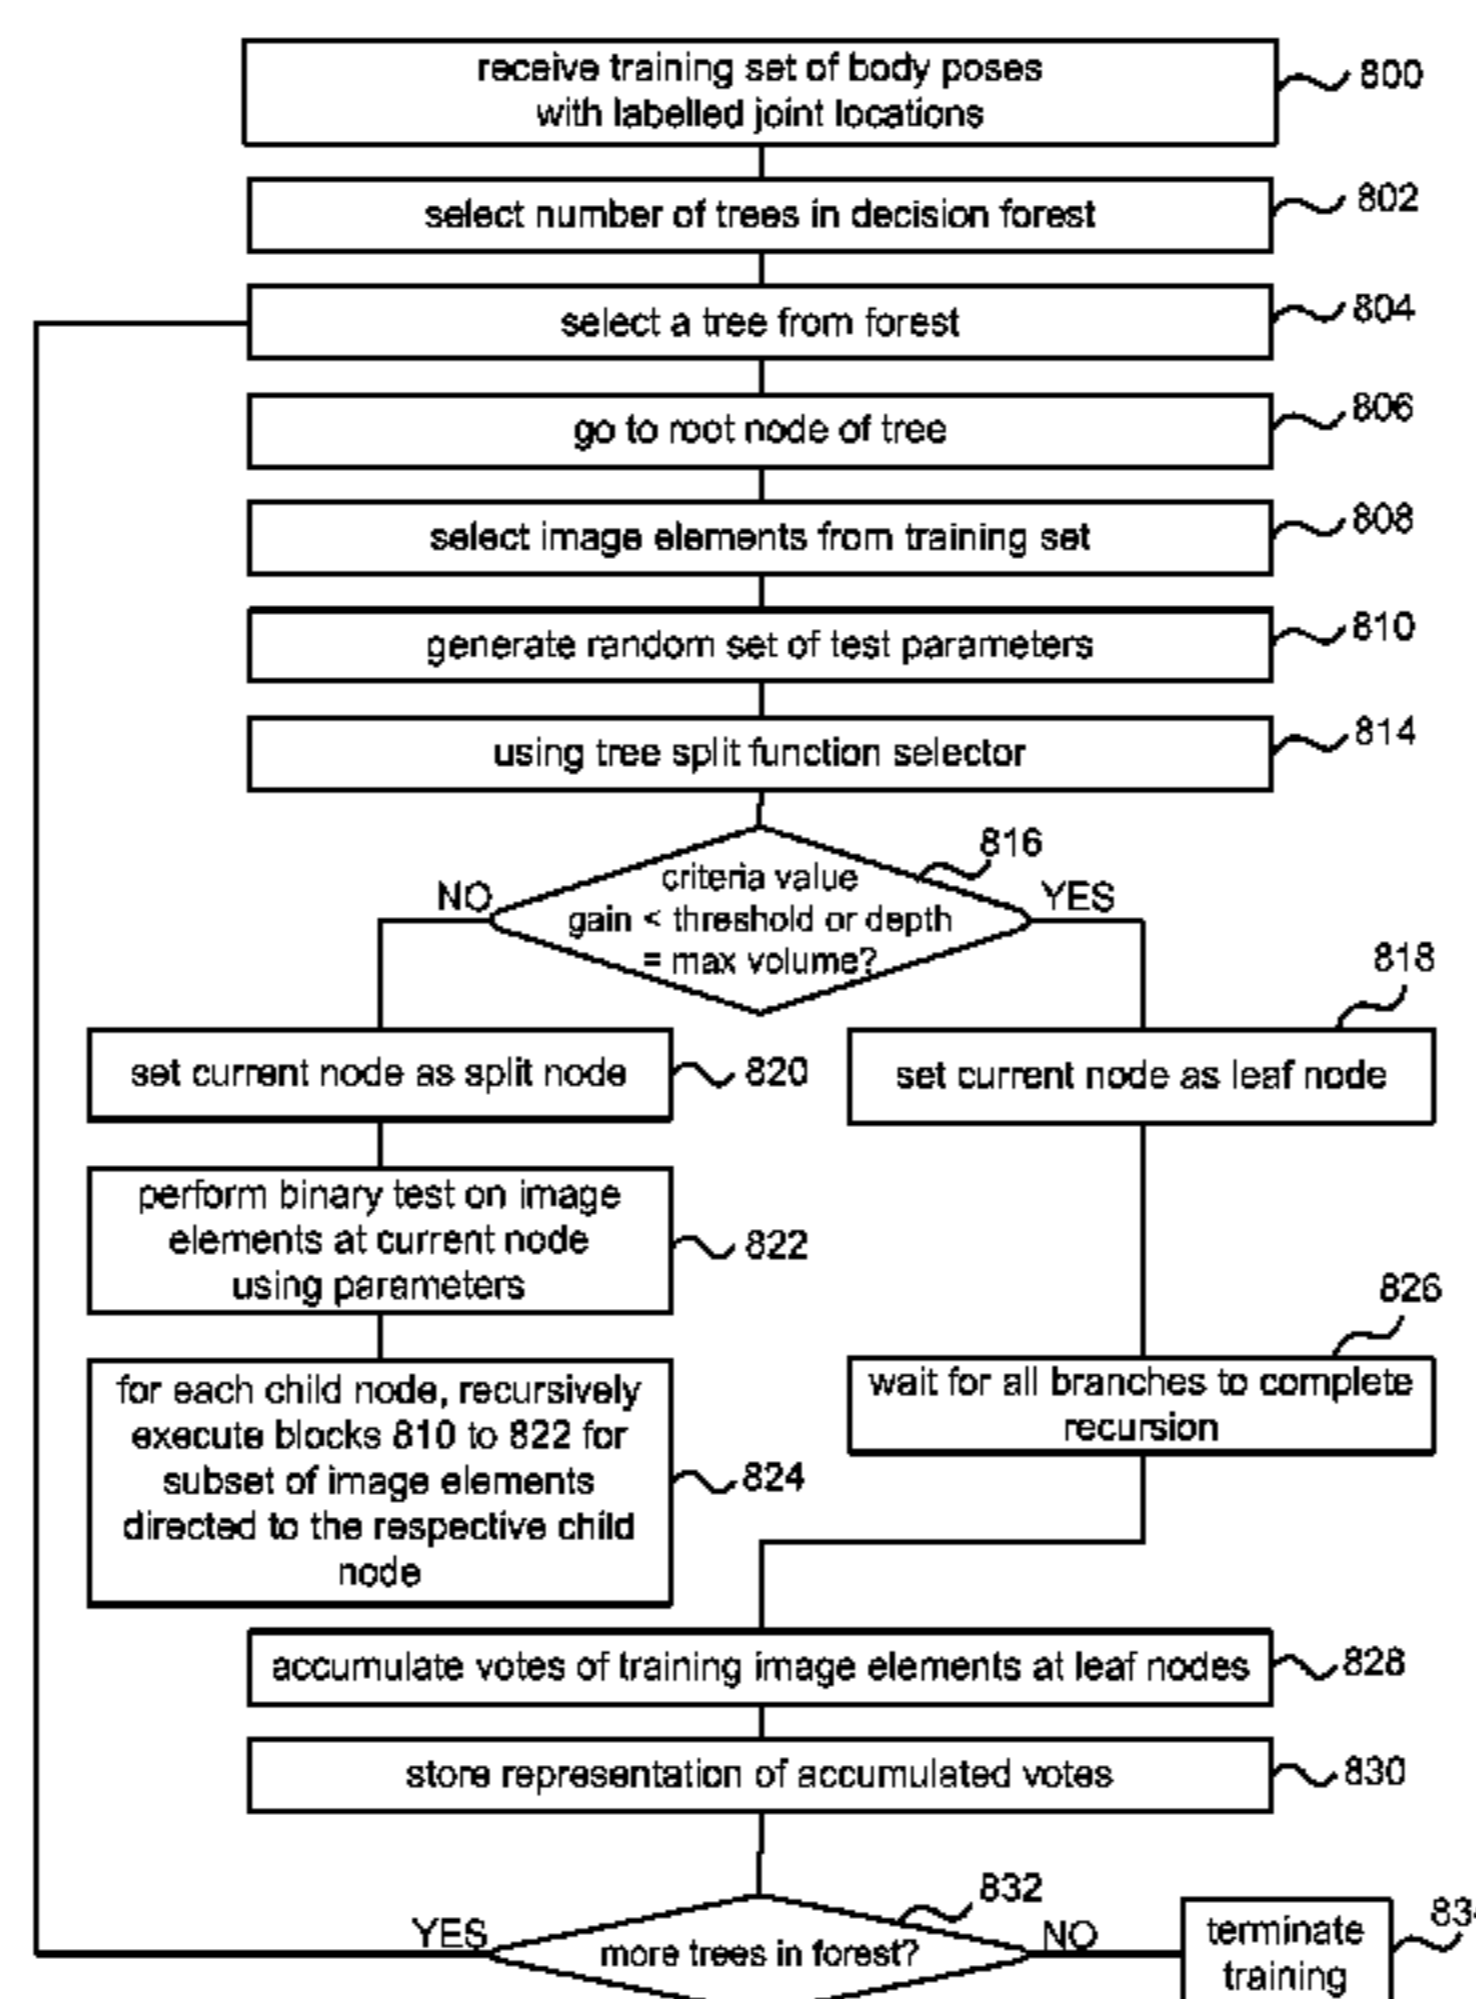 receive training set of body poses
with labelled joint locations
800
select number of trees in decision forest
802
select a tree from forest
804
go to root node of tree
806
select image elements from training set
808
generate random set of test parameters
810
using tree split function selector
814
816
criteria value
gain < threshold or depth
= max volume?
NO
YES
818
set current node as split node
820
set current node as leaf node
perform binary test on image
elements at current node
using parameters
822
826
for each child node, recursively
execute blocks 810 to 822 for
subset of image elements
directed to the respective child
node
824
wait for all branches to complete
recursion
accumulate votes of training image elements at leaf nodes
828
store representation of accumulated votes
830
832
YES
more trees in forest?
NO
terminate
training